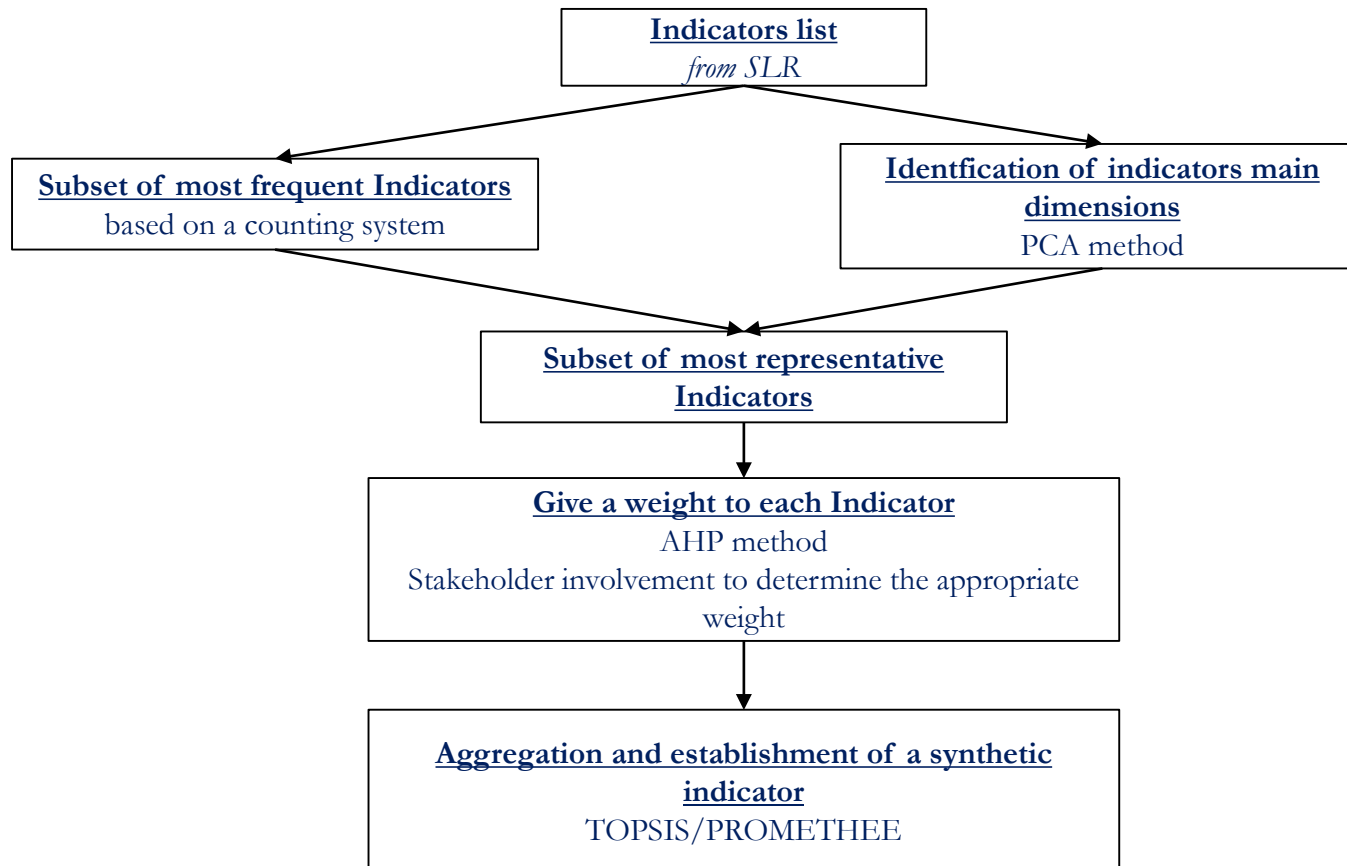 Indicators list
from SLR
Subset of most frequent Indicators
based on a counting system
Identfication of indicators main
dimensions
PCA method
Subset of most representative
Indicators
Give a weight to each Indicator
AHP method
Stakeholder involvement to determine the appropriate
weight
Aggregation and establishment of a synthetic
indicator
TOPSIS/PROMETHEE